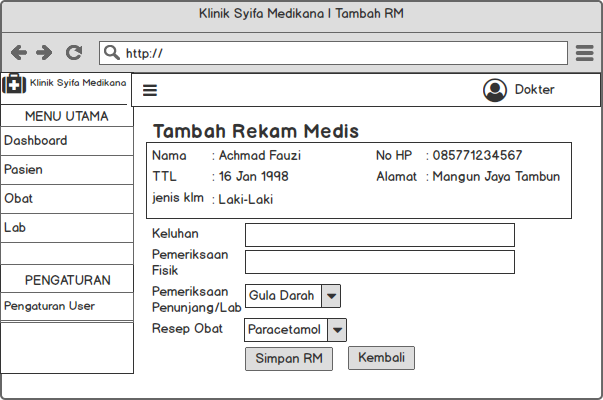 Klinik Syifa Medikana | Tambah RM
http://
Klinik Syifa Medikana
Dokter
MENU UTAMA
Dashboard
Pasien
Obat
Lab
PENGATURAN
Pengaturan User
Tambah Rekam Medis
Nama : Achmad Fauzi No HP : 085771234567
TTL : 16 Jan 1998 Alamat : Mangun Jaya Tambun
jenis klm : Laki-Laki
Keluhan
Pemeriksaan
Fisik
Pemeriksaan
Penunjang/Lab
Gula Darah
Resep Obat Paracetamol
Simpan RM Kembali